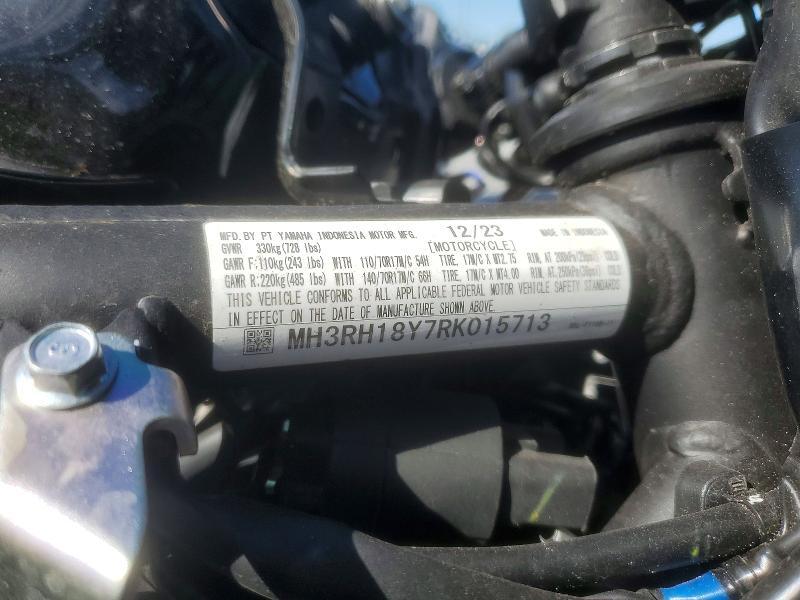 MFD. BY PT YAMAHA INDONESIA MOTOR MFG. 12/23 MADE IN INDONESIA
GVWR 330kg(728 lbs) [MOTORCYCLE]
GAWR F:110kg(243 lbs) WITH 110/70R17M/C 54H TIRE, 17M/C X MT2.75 RIM, AT 200kPa(29psi) COLD
GAWR R:220kg(485 lbs) WITH 140/70R17M/C 66H TIRE, 17M/C X MT4.00 RIM, AT 250kPa(36psi) COLD
THIS VEHICLE CONFORMS TO ALL APPLICABLE FEDERAL MOTOR VEHICLE SAFETY STANDARDS
IN EFFECT ON THE DATE OF MANUFACTURE SHOWN ABOVE
MH3RH18Y7RK015713